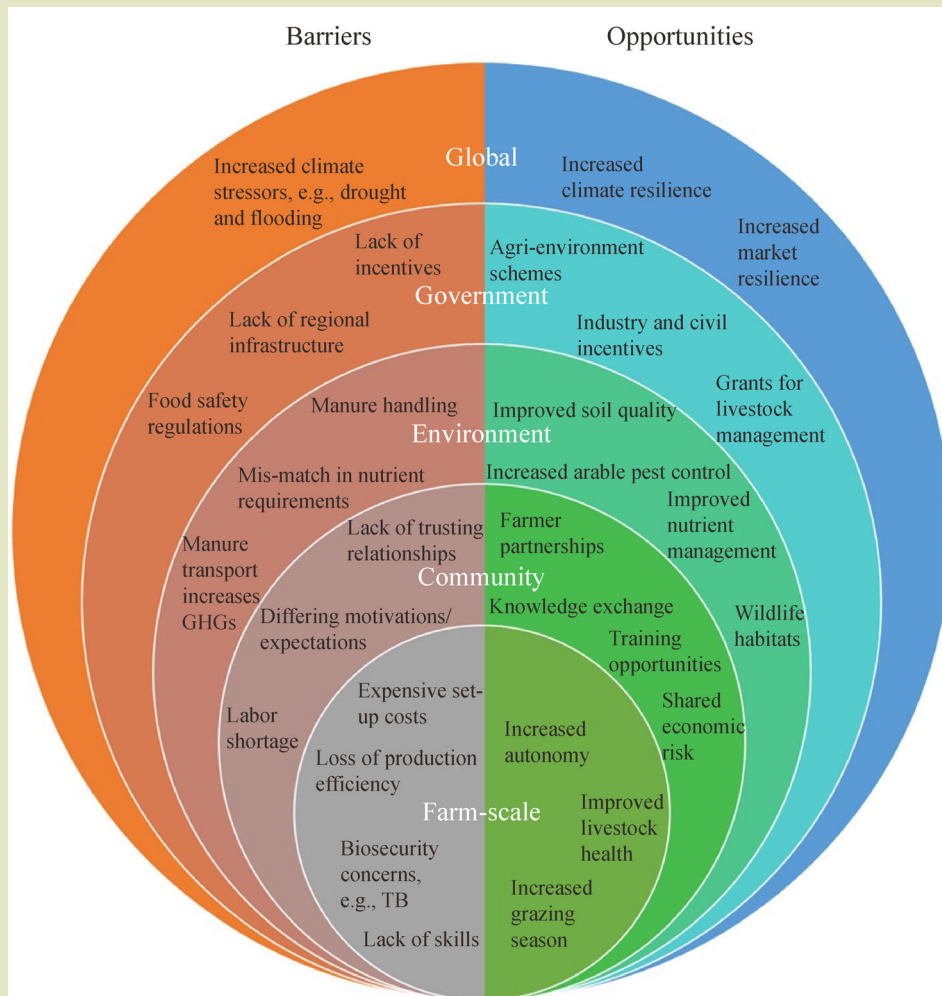 Barriers
Opportunities
Global
Increased climate
stressors, e.g., drought
and flooding
Increased
climate resilience
Increased
market
resilience
Government
Lack of
incentives
Lack of regional
infrastructure
Food safety
regulations
Agri-environment
schemes
Industry and civil
incentives
Grants for
livestock
management
Environment
Manure handling
Mis-match in nutrient
requirements
Manure
transport
increases
GHGs
Improved soil quality
Increased arable pest control
Improved
nutrient
management
Wildlife
habitats
Community
Lack of trusting
relationships
Differing motivations/
expectations
Labor
shortage
Farmer
partnerships
Knowledge exchange
Training
opportunities
Shared
economic
risk
Farm-scale
Expensive set-
up costs
Loss of production
efficiency
Biosecurity
concerns,
e.g., TB
Lack of skills
Increased
autonomy
Improved
livestock
health
Increased
grazing
season